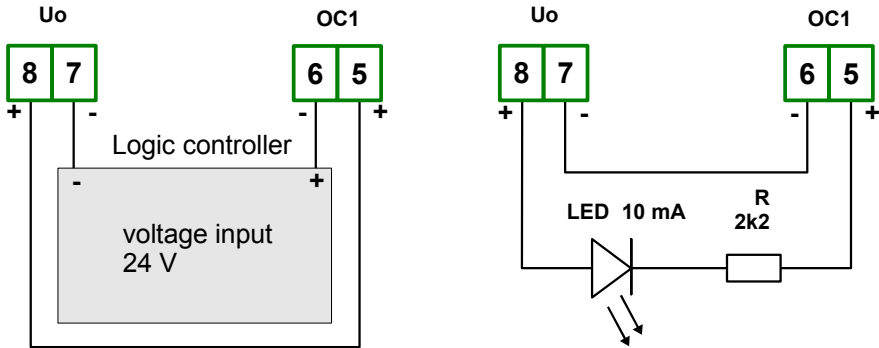 Uo
OC1
8 7
6 5
+ -
- +
Logic controller
- +
voltage input
24 V
Uo
OC1
8 7
6 5
+ -
- +
LED 10 mA
R
2k2